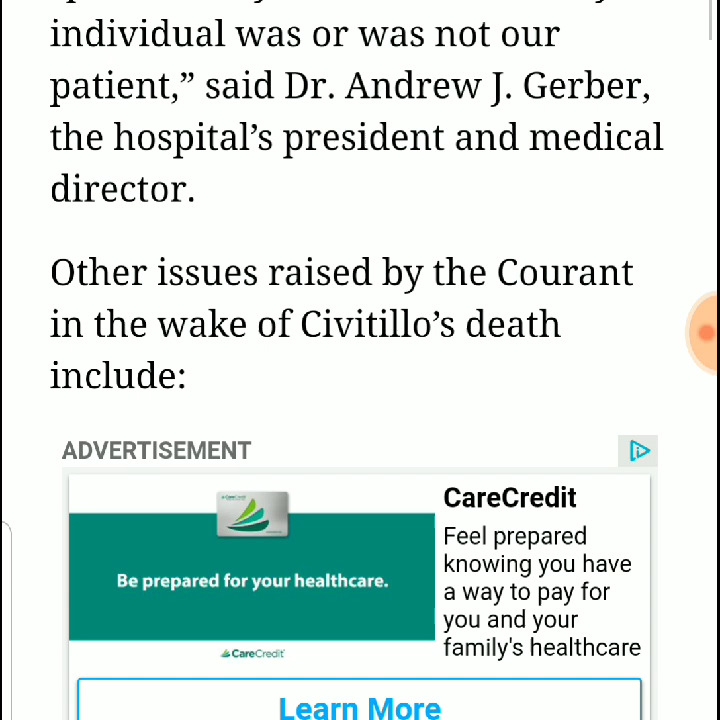 individual was or was not our
patient,” said Dr. Andrew J. Gerber,
the hospital’s president and medical
director.
Other issues raised by the Courant
in the wake of Civitillo’s death
include:
ADVERTISEMENT
Be prepared for your healthcare.
CareCredit
CareCredit
Feel prepared
knowing you have
a way to pay for
you and your
family's healthcare
Learn More